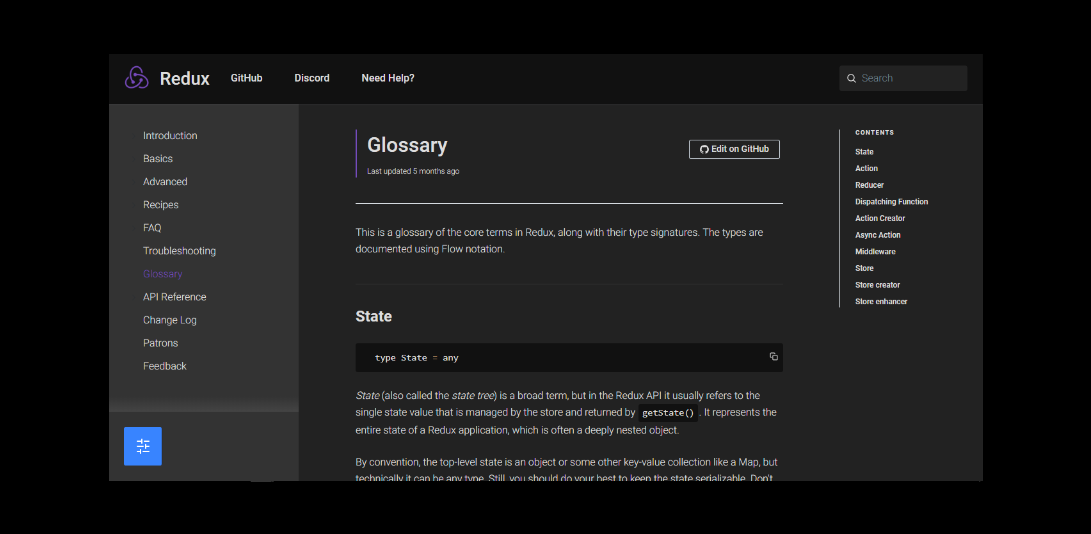 Redux
GitHub
Discord
Need Help?
Search
Introduction
Basics
Advanced
Recipes
FAQ
Troubleshooting
Glossary
API Reference
Change Log
Patrons
Feedback
Glossary
Last updated 5 months ago
Edit on GitHub
This is a glossary of the core terms in Redux, along with their type signatures. The types are
documented using Flow notation.
State
type State = any
State (also called the state tree) is a broad term, but in the Redux API it usually refers to the
single state value that is managed by the store and returned by getState() . It represents the
entire state of a Redux application, which is often a deeply nested object.
By convention, the top-level state is an object or some other key-value collection like a Map, but
technically it can be any type. Still, you should do your best to keep the state serializable. Don't
CONTENTS
State
Action
Reducer
Dispatching Function
Action Creator
Async Action
Middleware
Store
Store creator
Store enhancer